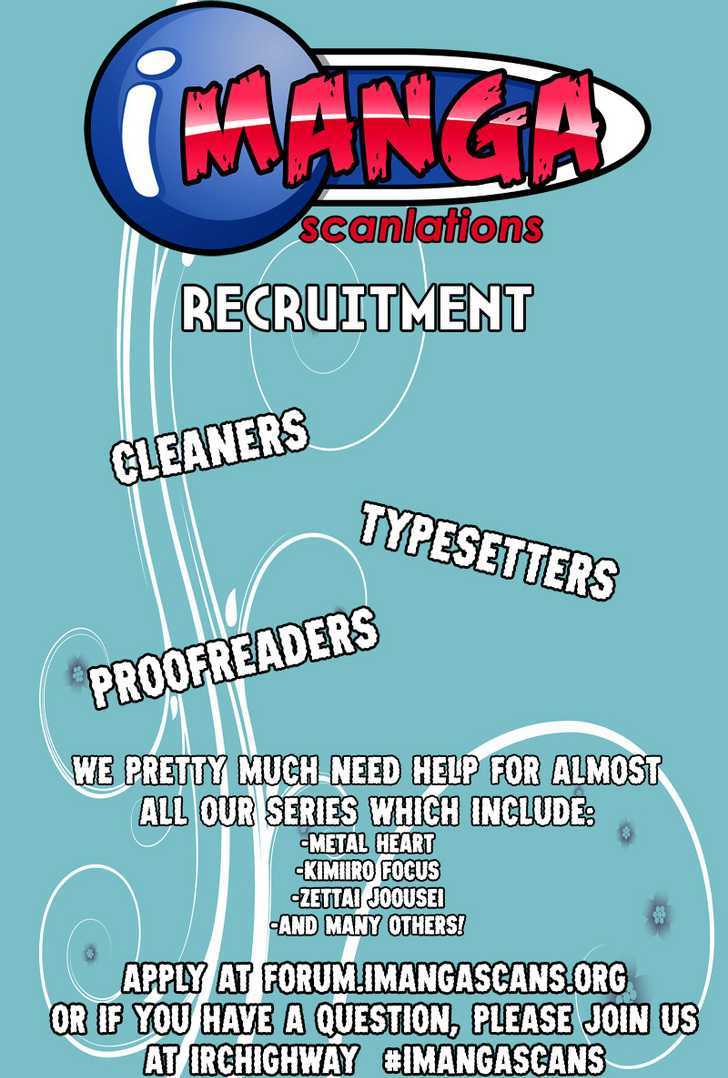 i MANGA
scanlations
RECRUITMENT
CLEANERS
TYPESETTERS
PROOFREADERS
WE PRETTY MUCH NEED HELP FOR ALMOST
ALL OUR SERIES WHICH INCLUDE:
-METAL HEART
-KIMIIRO FOCUS
-ZETTAI JOOUSEI
-AND MANY OTHERS!
APPLY AT FORUM.IMANGASCANS.ORG
OR IF YOU HAVE A QUESTION, PLEASE JOIN US
AT IRCHIGHWAY #IMANGASCANS